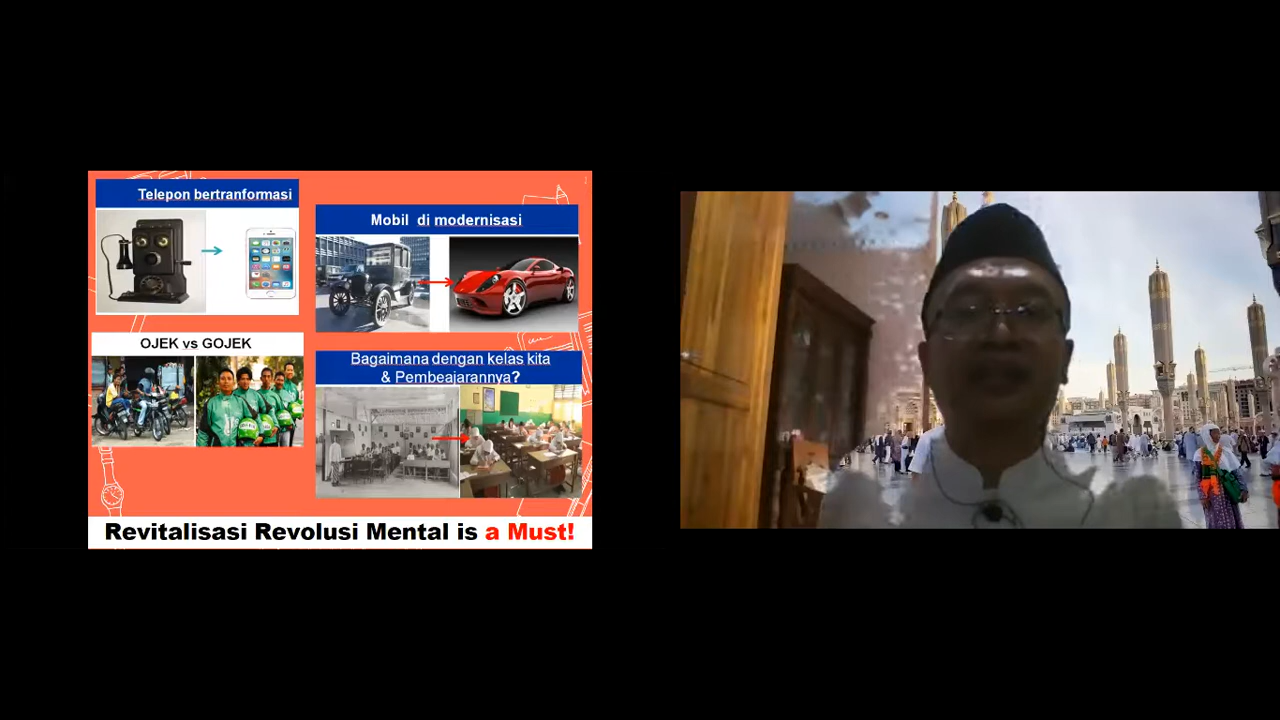 Telepon bertranformasi
Mobil di modernisasi
OJEK vs GOJEK
Bagaimana dengan kelas kita
& Pembeajarannya?
Revitalisasi Revolusi Mental is a Must!